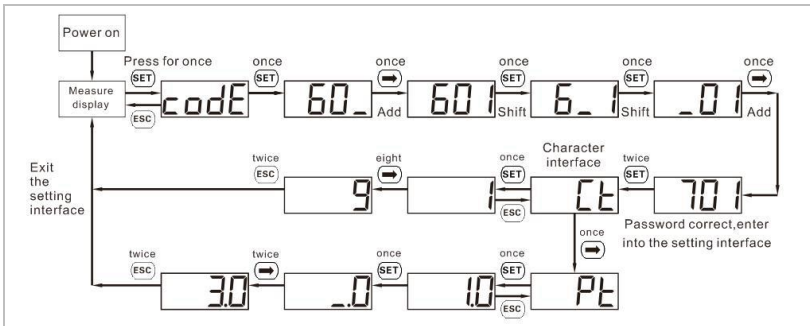 Power on
Press for once
once
once
once
once
once
SET
SET
➡
SET
SET
➡
Measure
display
ESC
codE
60_
Add
601
Shift
6_1
Shift
_01
Add
Exit
the
setting
interface
twice
ESC
9
eight
➡
1
once
SET
ESC
Character
interface
Ct
twice
SET
701
Password correct,enter
into the setting interface
once
➡
twice
ESC
3.0
twice
➡
_.0
once
SET
1.0
once
SET
ESC
Pt